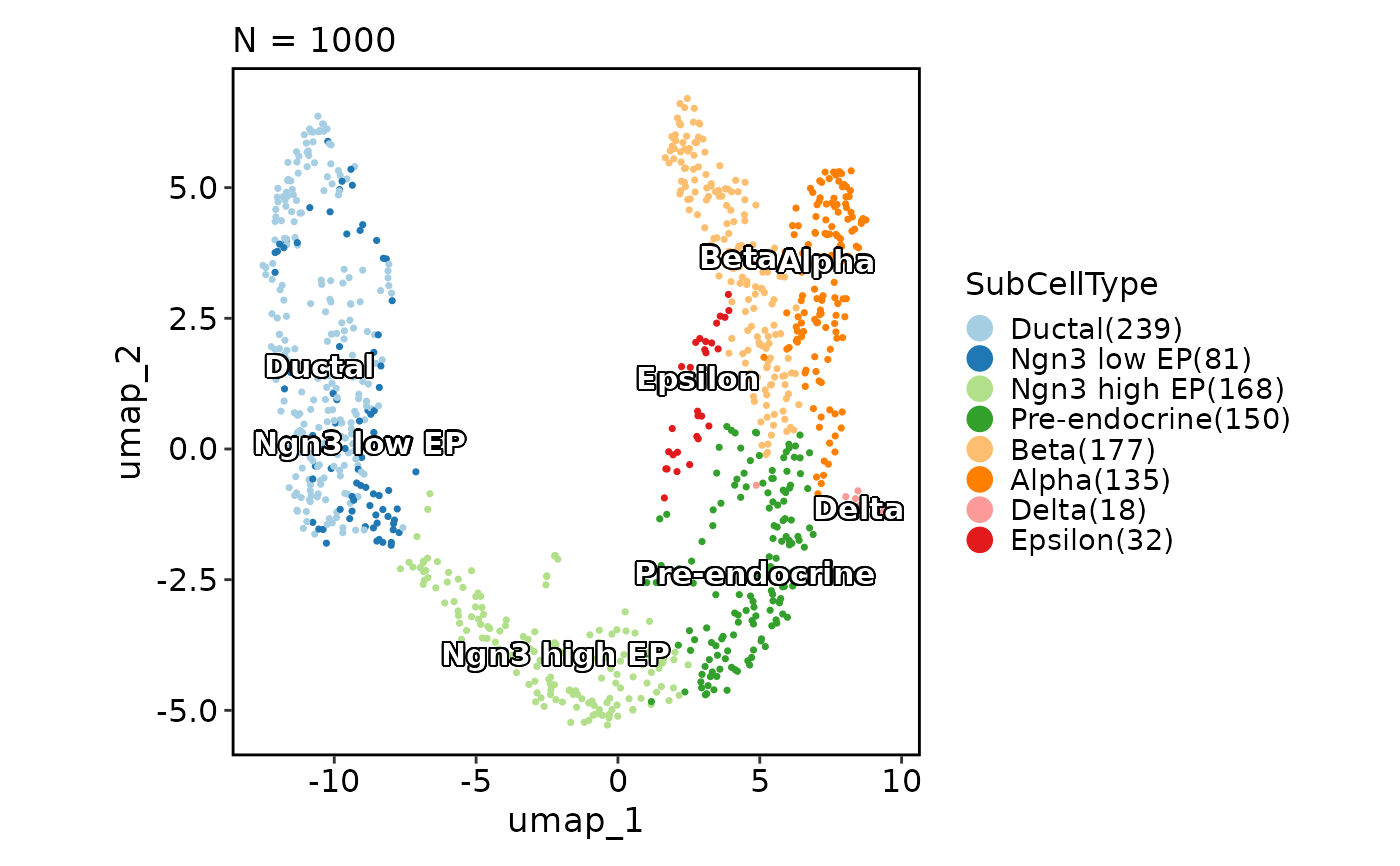 N = 1000
5.0
2.5
0.0
-2.5
-5.0
umap_2
Beta
Alpha
Ductal
Epsilon
Ngn3 low EP
Delta
Pre-endocrine
Ngn3 high EP
-10
-5
0
5
10
umap_1
SubCellType
Ductal(239)
Ngn3 low EP(81)
Ngn3 high EP(168)
Pre-endocrine(150)
Beta(177)
Alpha(135)
Delta(18)
Epsilon(32)